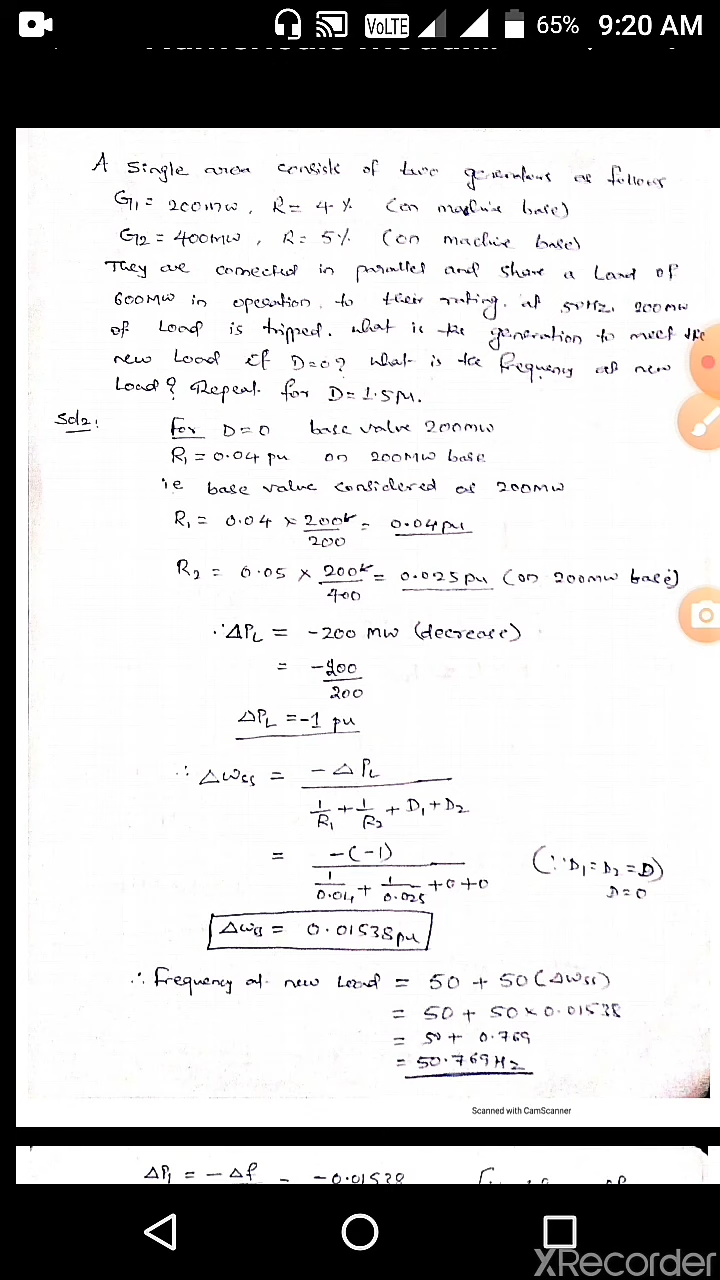 VoLTE 65% 9:20 AM
A Single area consists of two generators as follows
G1 = 200MW, R = 4% (on machine base)
G2 = 400MW, R = 5% (on machine base)
They are connected in parallel and share a Load of
600MW in operation to their rating. at 50Hz. 200MW
of Load is tripped. What is the generation to meet the
new Load if D=0? What is the frequency at new
Load? Repeat for D=1.5
Soln:
For D=0 base value 200MW
R1 = 0.04 pu on 200MW base
ie base value considered as 200MW
R1 = 0.04 × 200/200 = 0.04pu
R2 = 0.05 × 200/400 = 0.025pu (on 200MW base)
∴ΔPL = -200 MW (decrease)
= -200/200
ΔPL = -1 pu
∴ Δωss = -ΔPL / (1/R1 + 1/R2 + D1 + D2)
= -(-1) / (1/0.04 + 1/0.025 + 0 + 0) (∵D1 = D2 = D)
D=0
Δωss = 0.01538pu
∴ Frequency at new Load = 50 + 50 (Δωss)
= 50 + 50 × 0.01538
= 50 + 0.769
= 50.769Hz
Scanned with CamScanner
ΔP1 = -Δf = -0.01538
XRecorder